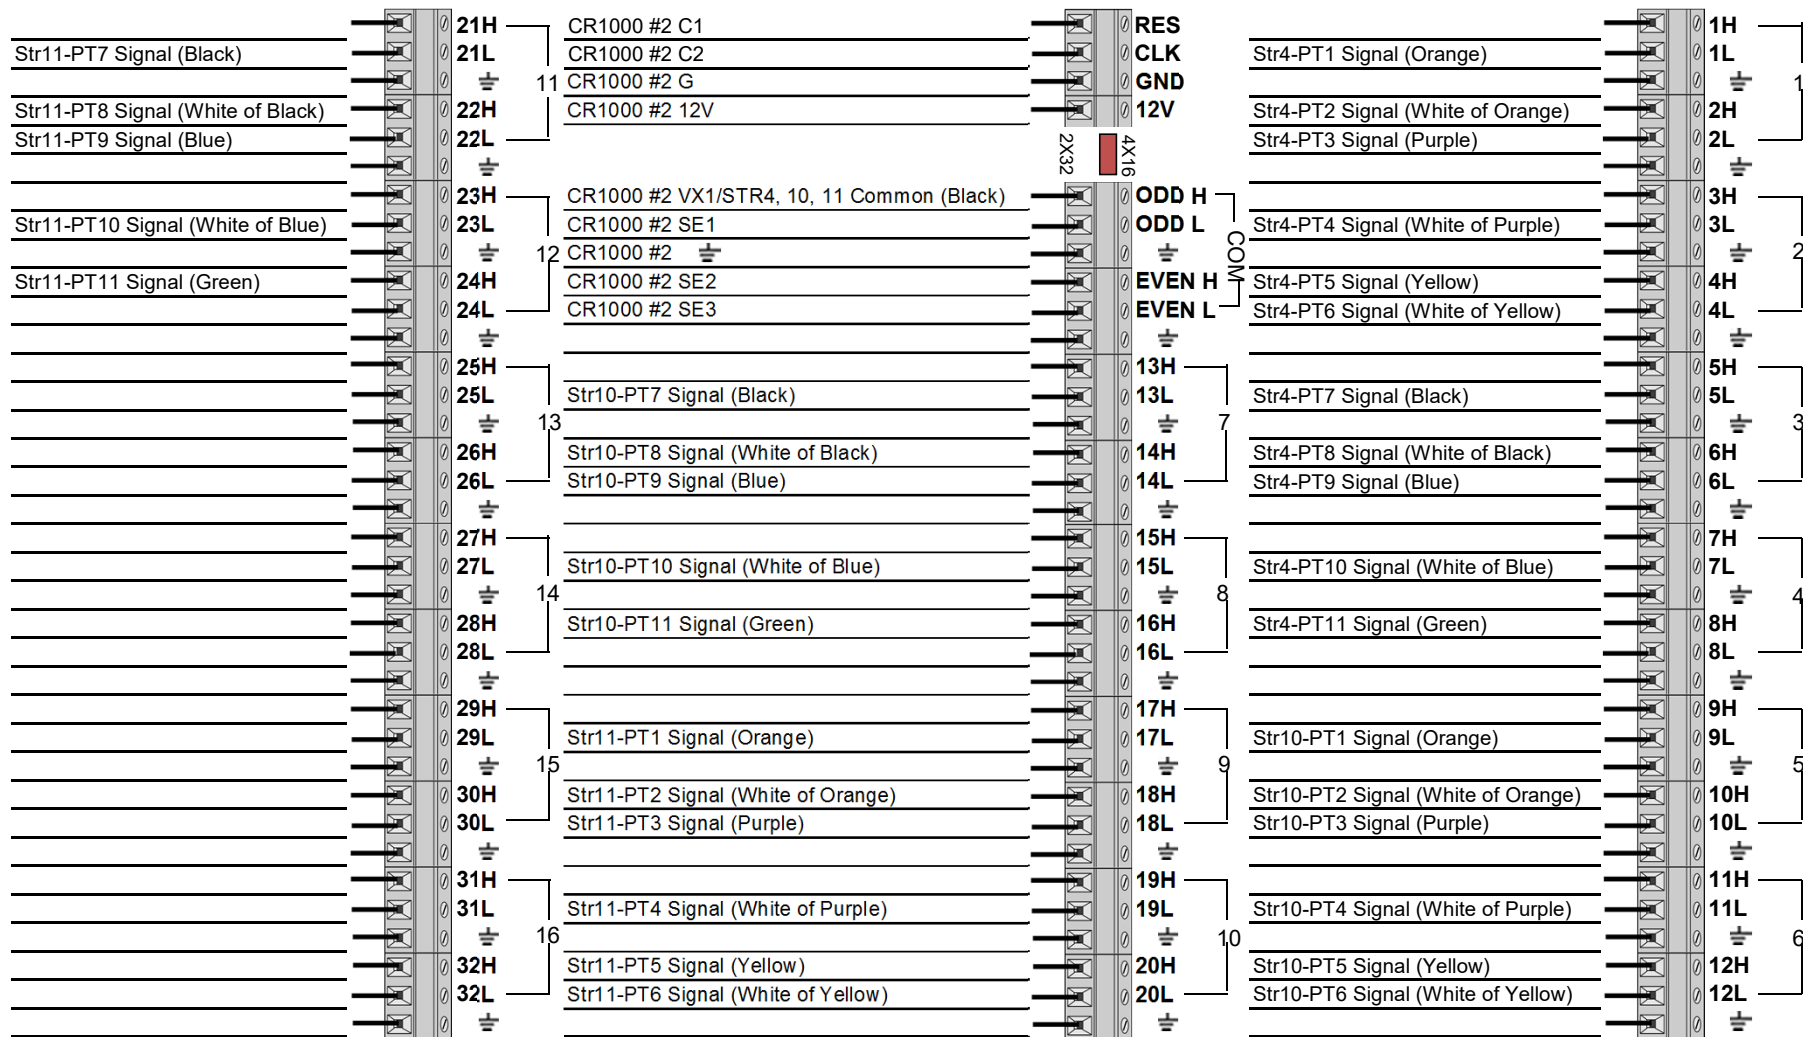 21H
Str11-PT7 Signal (Black) 21L
11
Str11-PT8 Signal (White of Black) 22H
Str11-PT9 Signal (Blue) 22L
23H
Str11-PT10 Signal (White of Blue) 23L
12
Str11-PT11 Signal (Green) 24H
24L
25H
25L
13
26H
26L
27H
27L
14
28H
28L
29H
29L
15
30H
30L
31H
31L
16
32H
32L
CR1000 #2 C1 RES
CR1000 #2 C2 CLK
CR1000 #2 G GND
CR1000 #2 12V 12V
2X32 4X16
CR1000 #2 VX1/STR4, 10, 11 Common (Black) ODD H
CR1000 #2 SE1 ODD L
CR1000 #2
COM
CR1000 #2 SE2 EVEN H
CR1000 #2 SE3 EVEN L
13H
Str10-PT7 Signal (Black) 13L
7
Str10-PT8 Signal (White of Black) 14H
Str10-PT9 Signal (Blue) 14L
15H
Str10-PT10 Signal (White of Blue) 15L
8
Str10-PT11 Signal (Green) 16H
16L
17H
Str11-PT1 Signal (Orange) 17L
9
Str11-PT2 Signal (White of Orange) 18H
Str11-PT3 Signal (Purple) 18L
19H
Str11-PT4 Signal (White of Purple) 19L
10
Str11-PT5 Signal (Yellow) 20H
Str11-PT6 Signal (White of Yellow) 20L
1H
Str4-PT1 Signal (Orange) 1L
1
Str4-PT2 Signal (White of Orange) 2H
Str4-PT3 Signal (Purple) 2L
3H
Str4-PT4 Signal (White of Purple) 3L
2
Str4-PT5 Signal (Yellow) 4H
Str4-PT6 Signal (White of Yellow) 4L
5H
Str4-PT7 Signal (Black) 5L
3
Str4-PT8 Signal (White of Black) 6H
Str4-PT9 Signal (Blue) 6L
7H
Str4-PT10 Signal (White of Blue) 7L
4
Str4-PT11 Signal (Green) 8H
8L
9H
Str10-PT1 Signal (Orange) 9L
5
Str10-PT2 Signal (White of Orange) 10H
Str10-PT3 Signal (Purple) 10L
11H
Str10-PT4 Signal (White of Purple) 11L
6
Str10-PT5 Signal (Yellow) 12H
Str10-PT6 Signal (White of Yellow) 12L